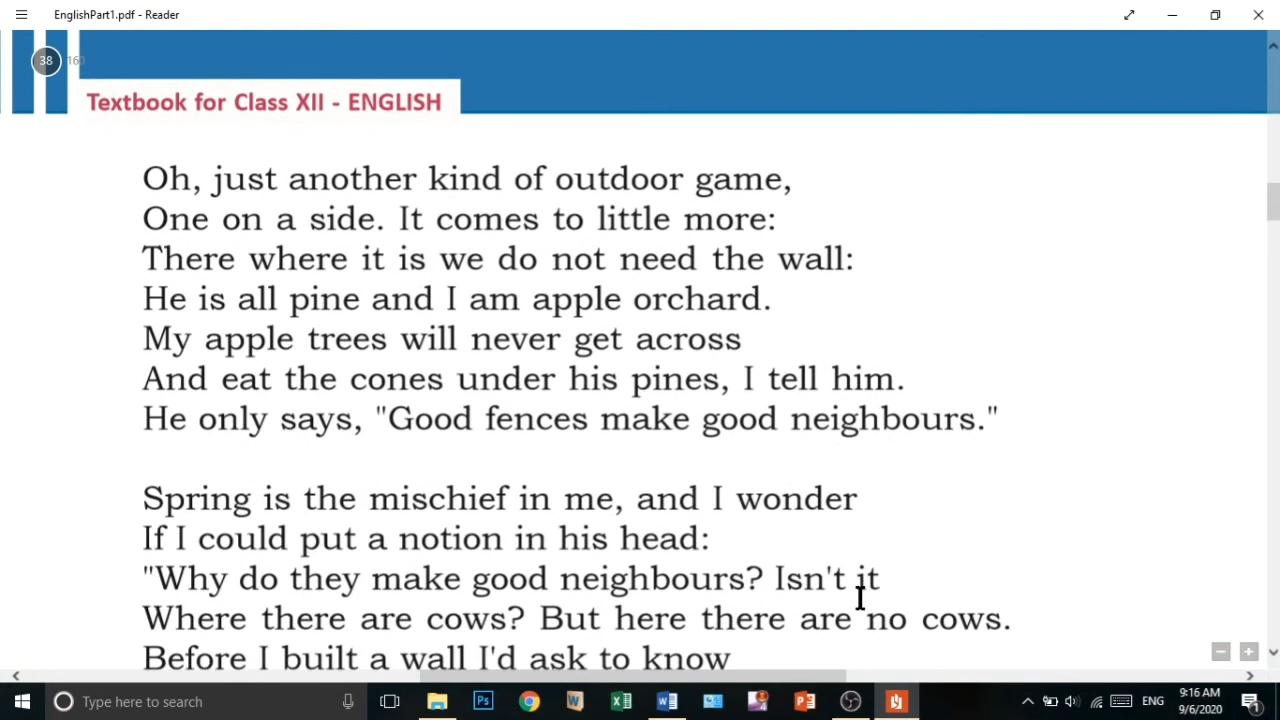 EnglishPart1.pdf - Reader
38 160
Textbook for Class XII - ENGLISH
Oh, just another kind of outdoor game,
One on a side. It comes to little more:
There where it is we do not need the wall:
He is all pine and I am apple orchard.
My apple trees will never get across
And eat the cones under his pines, I tell him.
He only says, "Good fences make good neighbours."
Spring is the mischief in me, and I wonder
If I could put a notion in his head:
"Why do they make good neighbours? Isn't it
Where there are cows? But here there are no cows.
Before I built a wall I'd ask to know
Type here to search
ENG
9:16 AM
9/6/2020
1